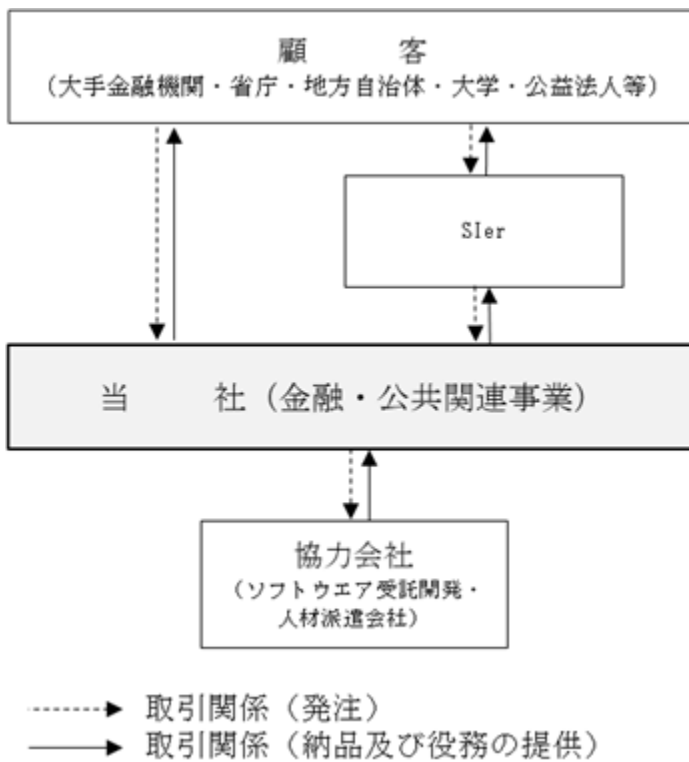 顧　　客
（大手金融機関・省庁・地方自治体・大学・公益法人等）
SIer
当　　社（金融・公共関連事業）
協力会社
（ソフトウエア受託開発・
人材派遣会社）
取引関係（発注）
取引関係（納品及び役務の提供）